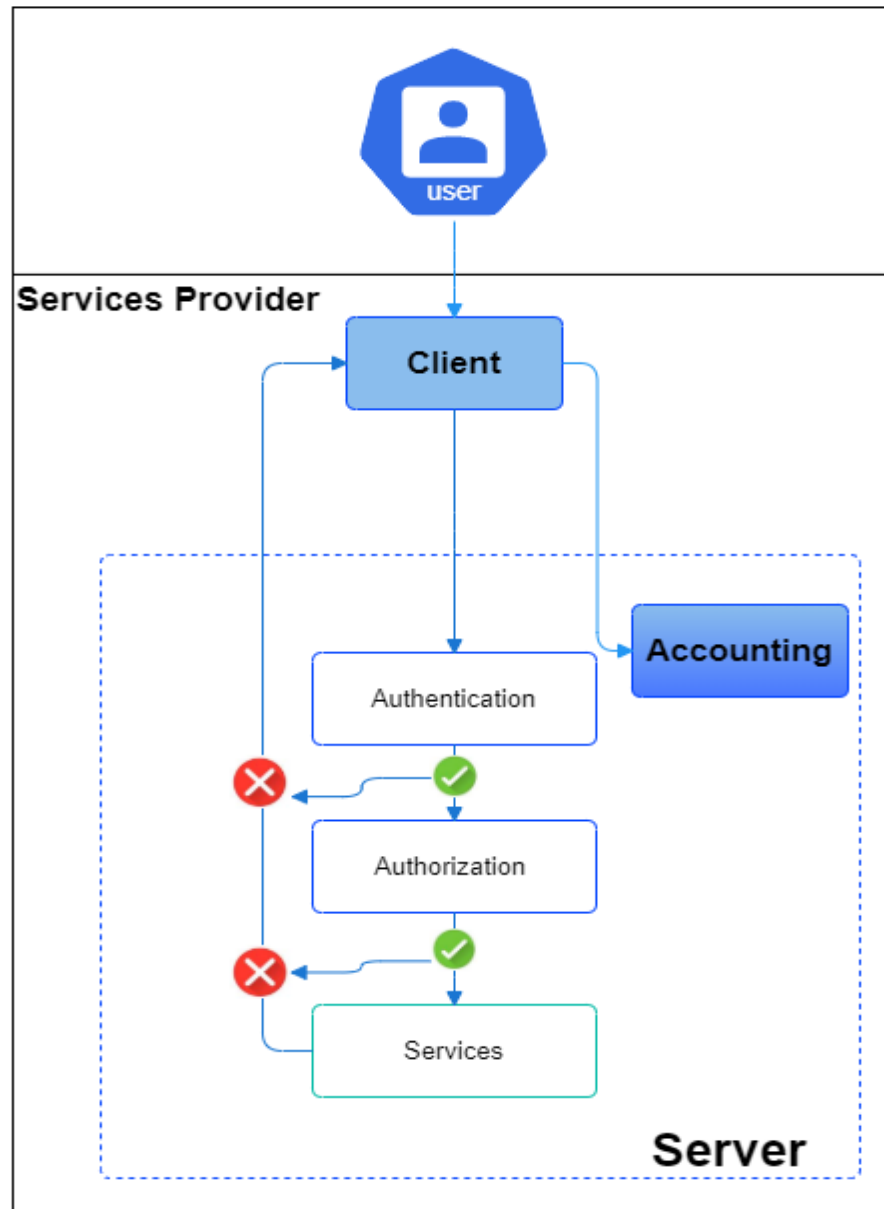 user
Services Provider
Client
Accounting
Authentication
Authorization
Services
Server